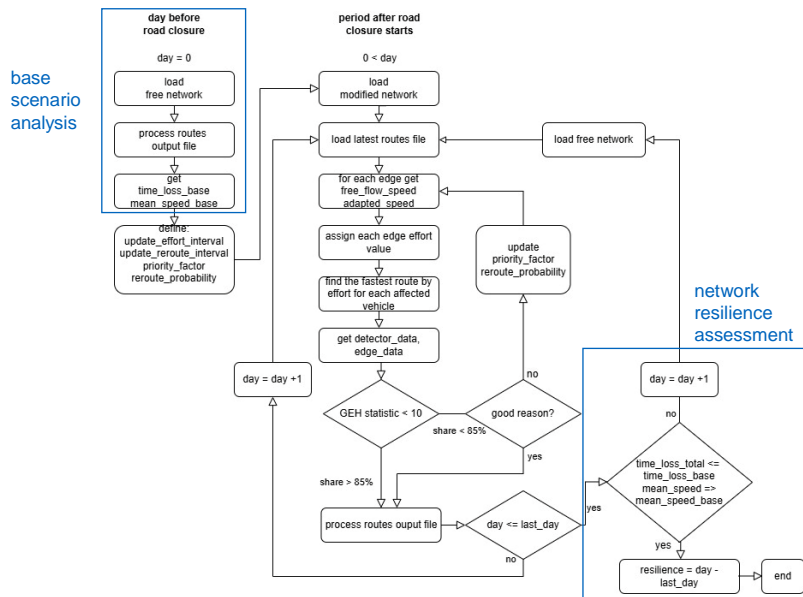 day before
road closure
day = 0
base
scenario
analysis
load
free network
process routes
output file
get
time_loss_base
mean_speed_base
define:
update_effort_interval
update_reroute_interval
priority_factor
reroute_probability
period after road
closure starts
0 < day
load
modified network
load latest routes file
load free network
for each edge get
free_flow_speed
adapted_speed
assign each edge effort
value
update
priority_factor
reroute_probability
find the fastest route by
effort for each affected
vehicle
get detector_data,
edge_data
no
day = day +1
GEH statistic < 10
share < 85%
good reason?
yes
share > 85%
process routes ouput file
day <= last_day
yes
no
network
resilience
assessment
day = day +1
no
time_loss_total <=
time_loss_base
mean_speed =>
mean_speed_base
yes
resilience = day -
last_day
end